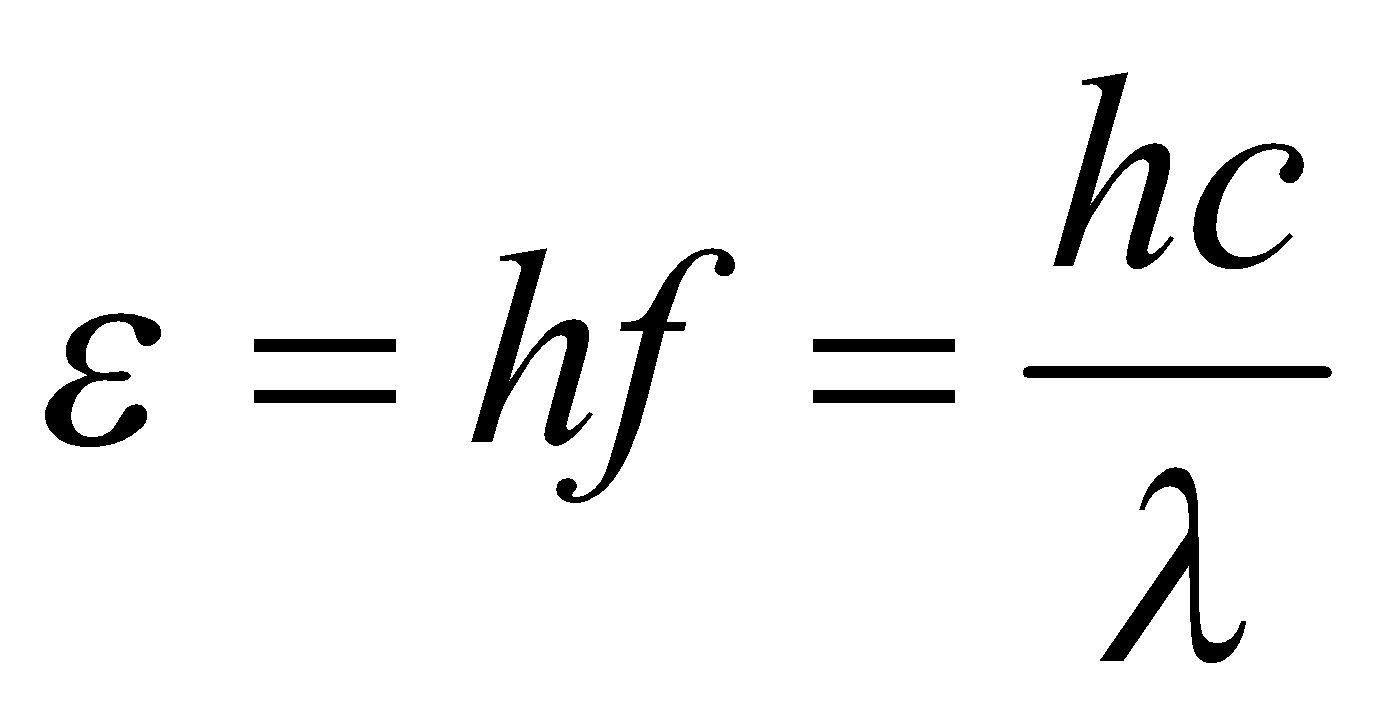 ε = hf = hc/λ